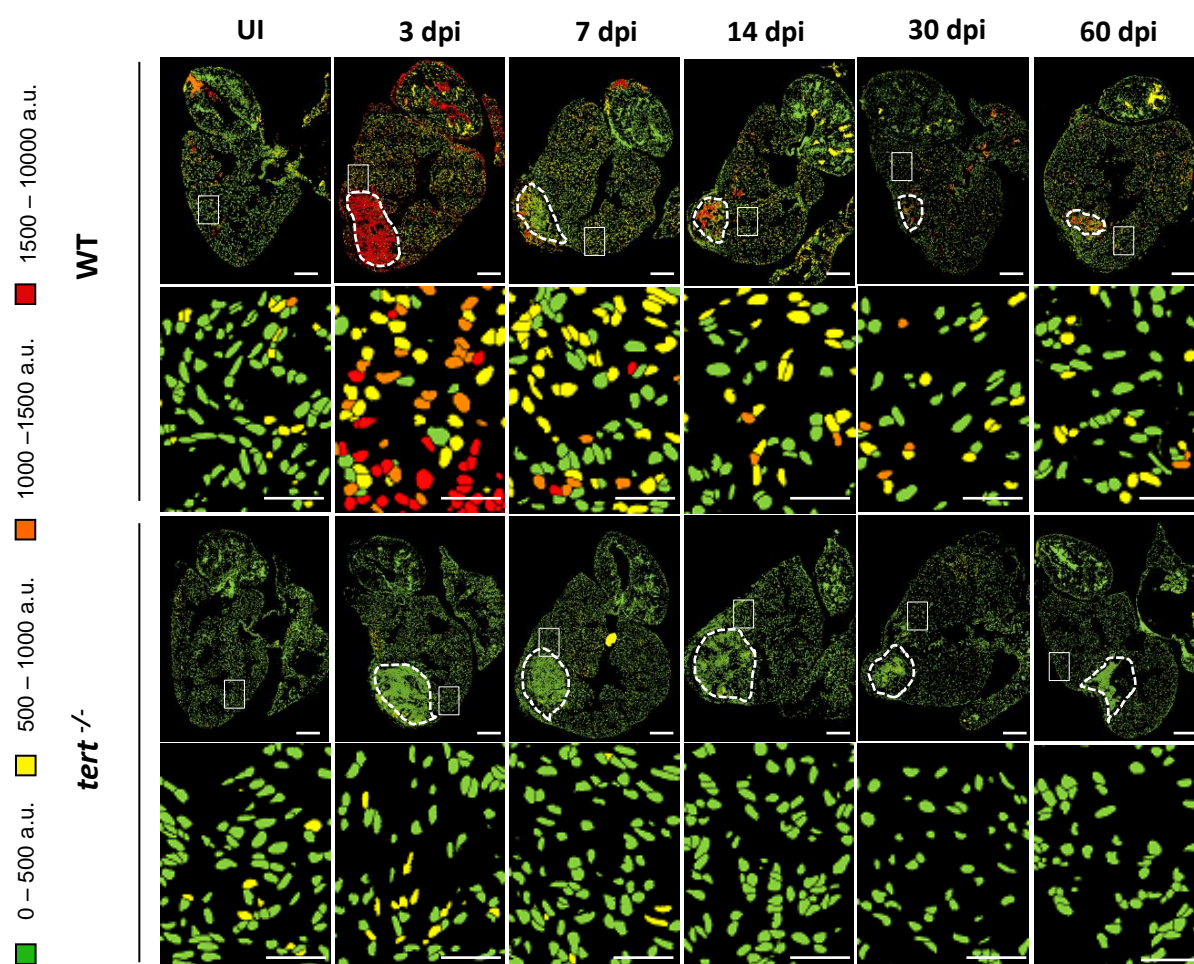 UI
3 dpi
7 dpi
14 dpi
30 dpi
60 dpi
WT
tert -/-
0 – 500 a.u.
500 – 1000 a.u.
1000 –1500 a.u.
1500 – 10000 a.u.